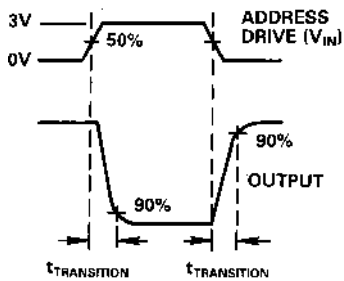 3V
ADDRESS
DRIVE (VIN)
50%
0V
90%
90%
OUTPUT
tTRANSITION
tTRANSITION